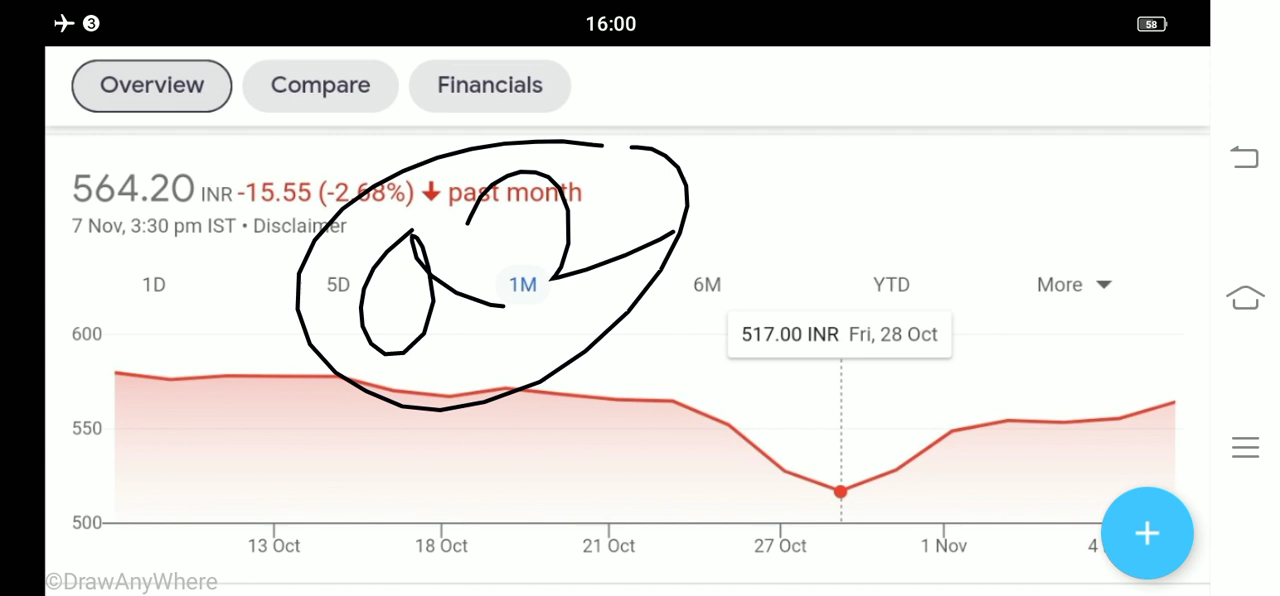 3 16:00 58
Overview Compare Financials
564.20 INR -15.55 (-2.68%) ↓ past month
7 Nov, 3:30 pm IST • Disclaimer
1D 5D 1M 6M YTD More
517.00 INR Fri, 28 Oct
600
550
500
13 Oct 18 Oct 21 Oct 27 Oct 1 Nov 4
+
©DrawAnyWhere